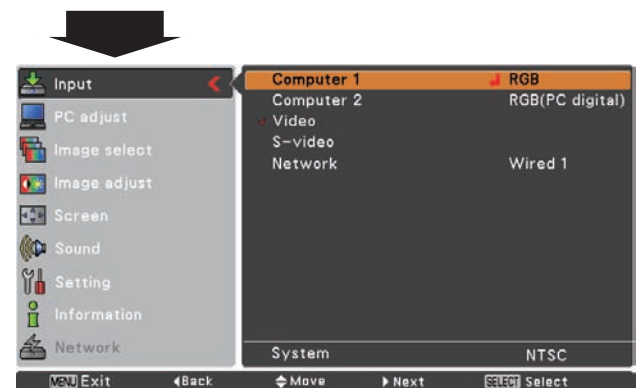 Input
PC adjust
Image select
Image adjust
Screen
Sound
Setting
Information
Network
Computer 1 RGB
Computer 2 RGB(PC digital)
Video
S-video
Network Wired 1
System NTSC
MENU Exit Back Move Next SELECT Select